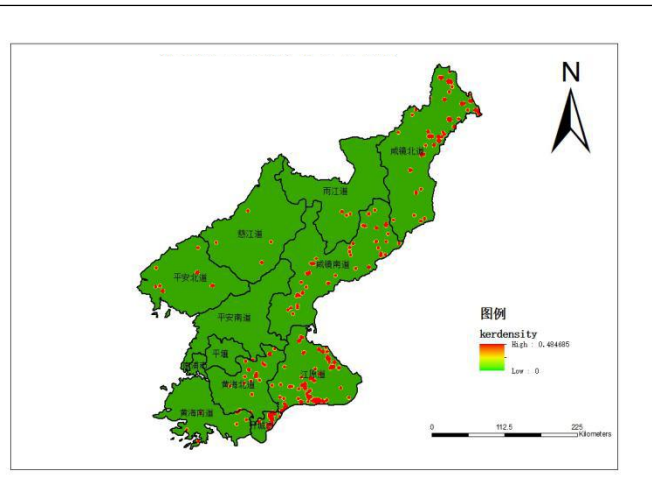 N
咸镜北道
两江道
慈江道
咸镜南道
平安北道
平安南道
平壤
江原道
黄海北道
黄海南道
图例
kerdensity
High : 0.484685
Low : 0
0 112.5 225
Kilometers